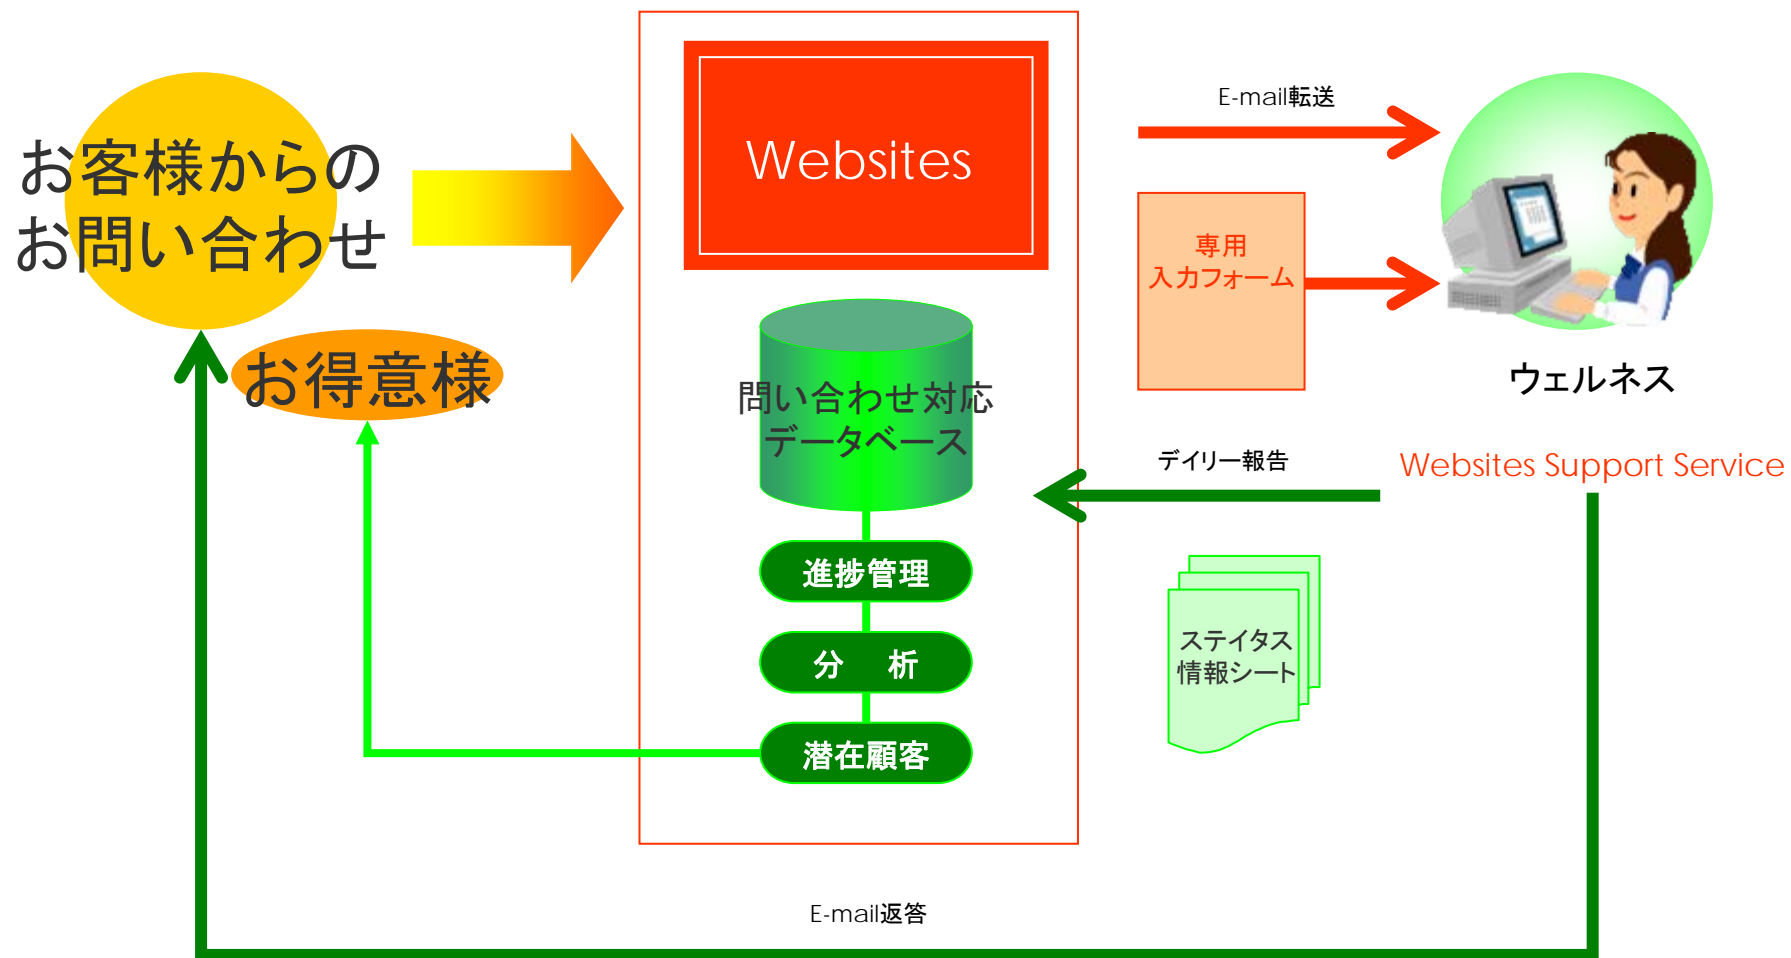 お客様からの
お問い合わせ
お得意様
Websites
問い合わせ対応
データベース
進捗管理
分　析
潜在顧客
E-mail転送
専用
入力フォーム
ウェルネス
デイリー報告
Websites Support Service
ステイタス
情報シート
E-mail返答